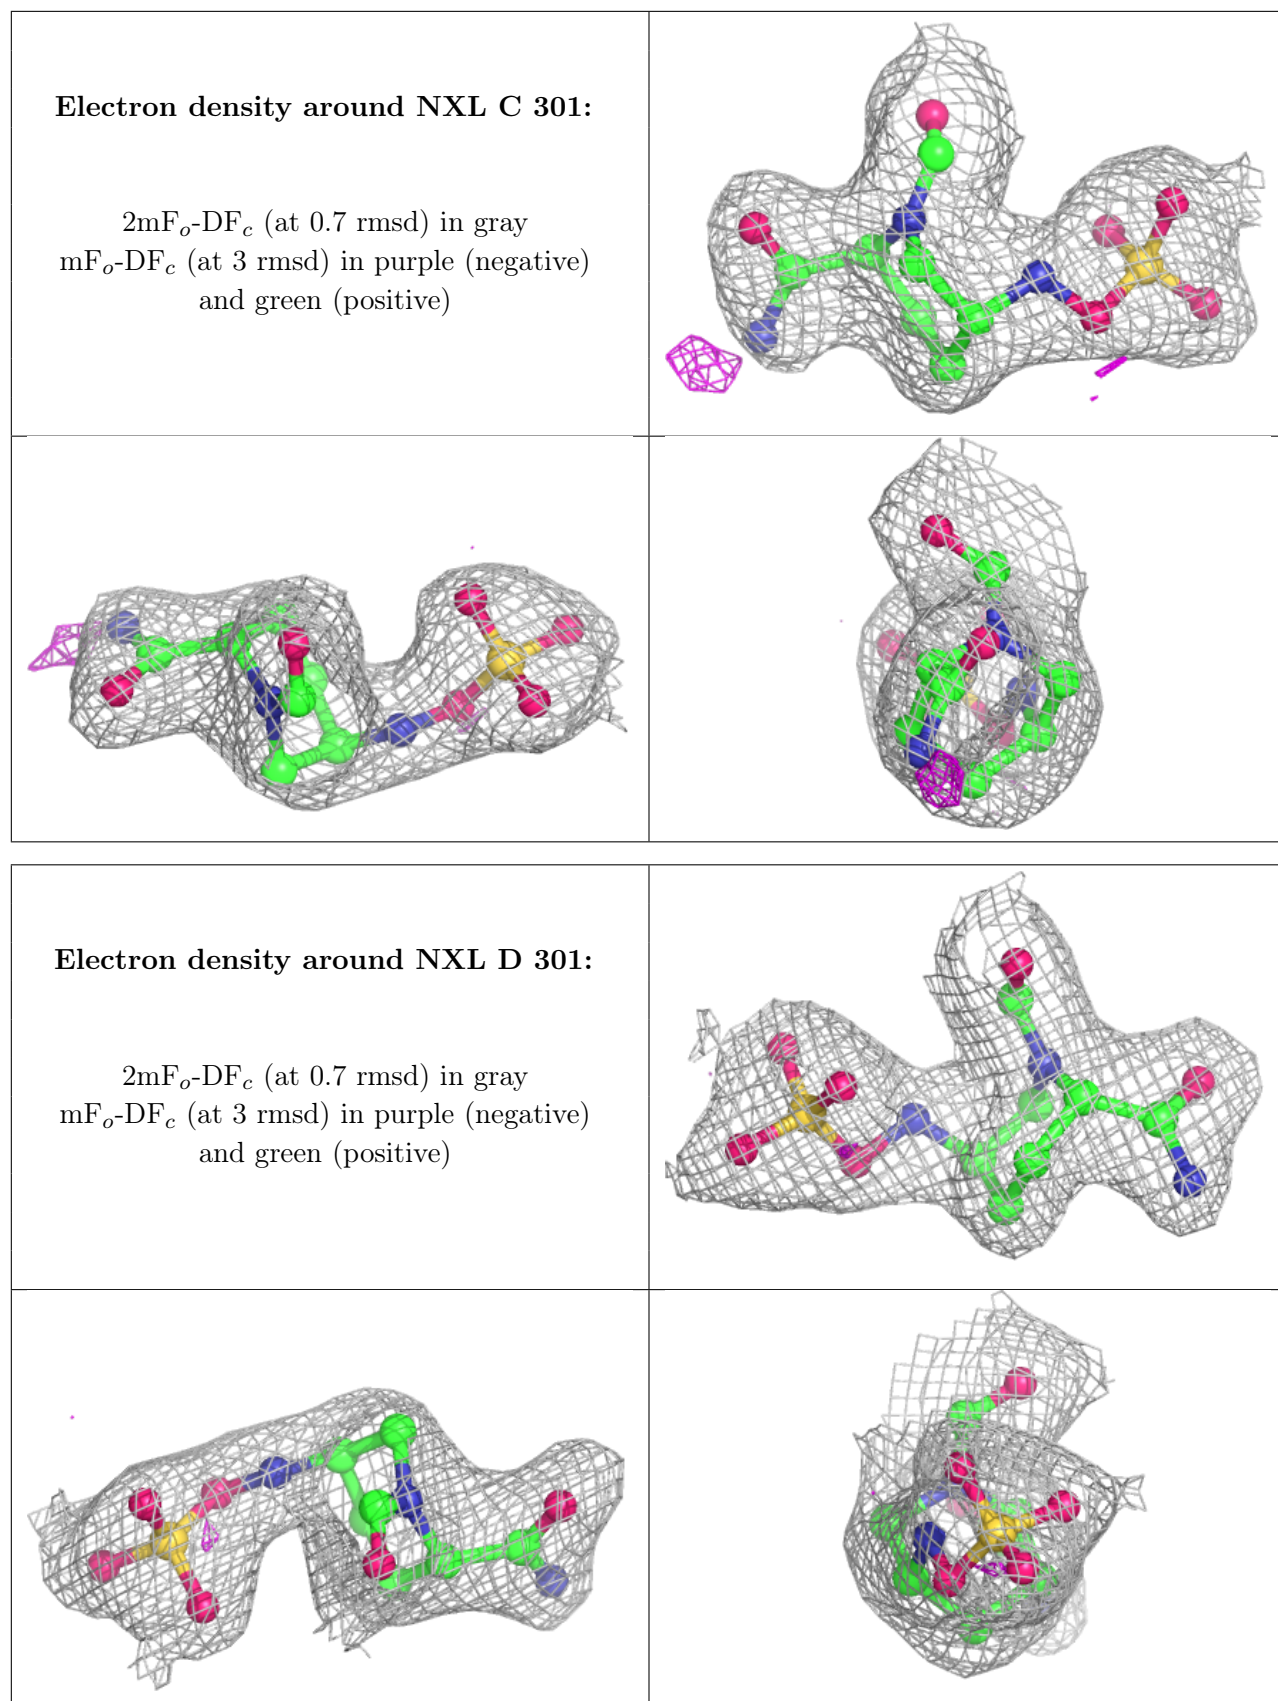 Electron density around NXL C 301:
2mFo-DFc (at 0.7 rmsd) in gray
mFo-DFc (at 3 rmsd) in purple (negative)
and green (positive)
Electron density around NXL D 301:
2mFo-DFc (at 0.7 rmsd) in gray
mFo-DFc (at 3 rmsd) in purple (negative)
and green (positive)